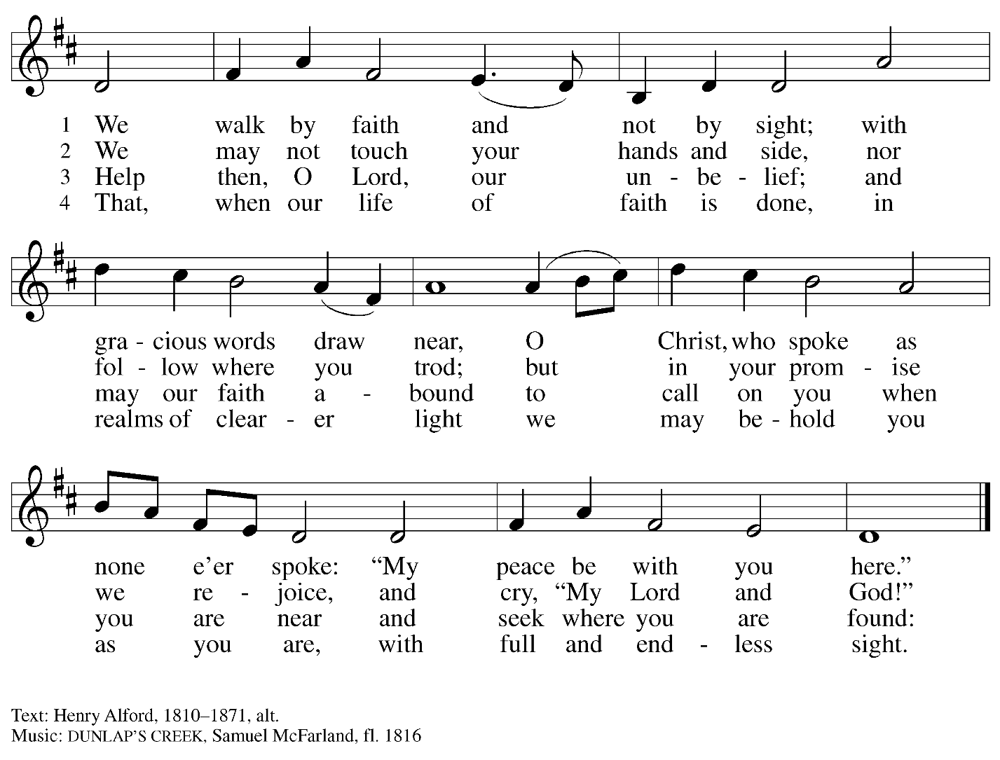 1 We walk by faith and not by sight; with
2 We may not touch your hands and side, nor
3 Help then, O Lord, our un - be - lief; and
4 That, when our life of faith is done, in
gra - cious words draw near, O Christ, who spoke as
fol - low where you trod; but in your prom - ise
may our faith a - bound to call on you when
realms of clear - er light we may be - hold you
none e’er spoke: “My peace be with you here.”
we re - joice, and cry, “My Lord and God!”
you are near and seek where you are found:
as you are, with full and end - less sight.
Text: Henry Alford, 1810–1871, alt.
Music: DUNLAP’S CREEK, Samuel McFarland, fl. 1816